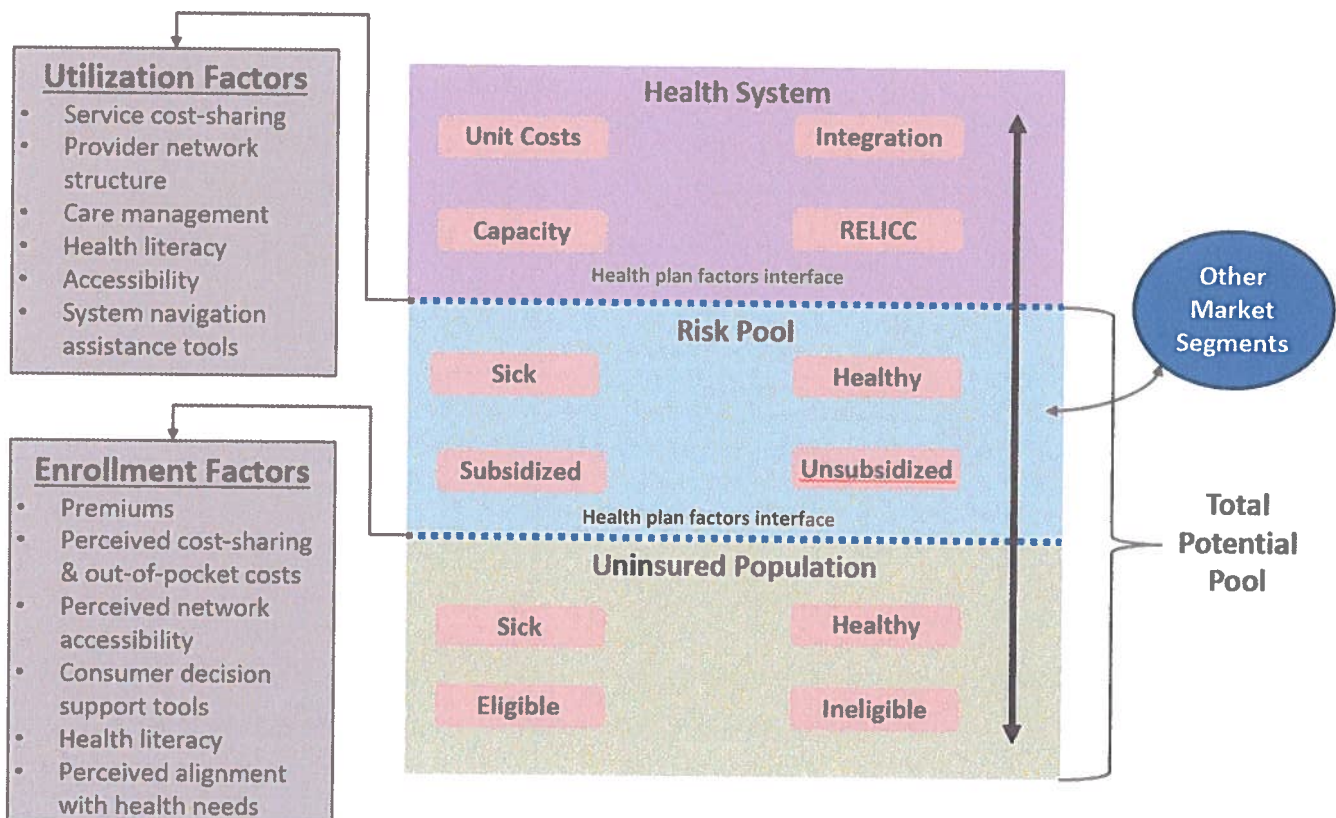 Utilization Factors
• Service cost-sharing
• Provider network
structure
• Care management
• Health literacy
• Accessibility
• System navigation
assistance tools
Enrollment Factors
• Premiums
• Perceived cost-sharing
& out-of-pocket costs
• Perceived network
accessibility
• Consumer decision
support tools
• Health literacy
• Perceived alignment
with health needs
Health System
Unit Costs
Integration
Capacity
RELICC
Health plan factors interface
Risk Pool
Sick
Healthy
Subsidized
Unsubsidized
Health plan factors interface
Uninsured Population
Sick
Healthy
Eligible
Ineligible
Other
Market
Segments
Total
Potential
Pool